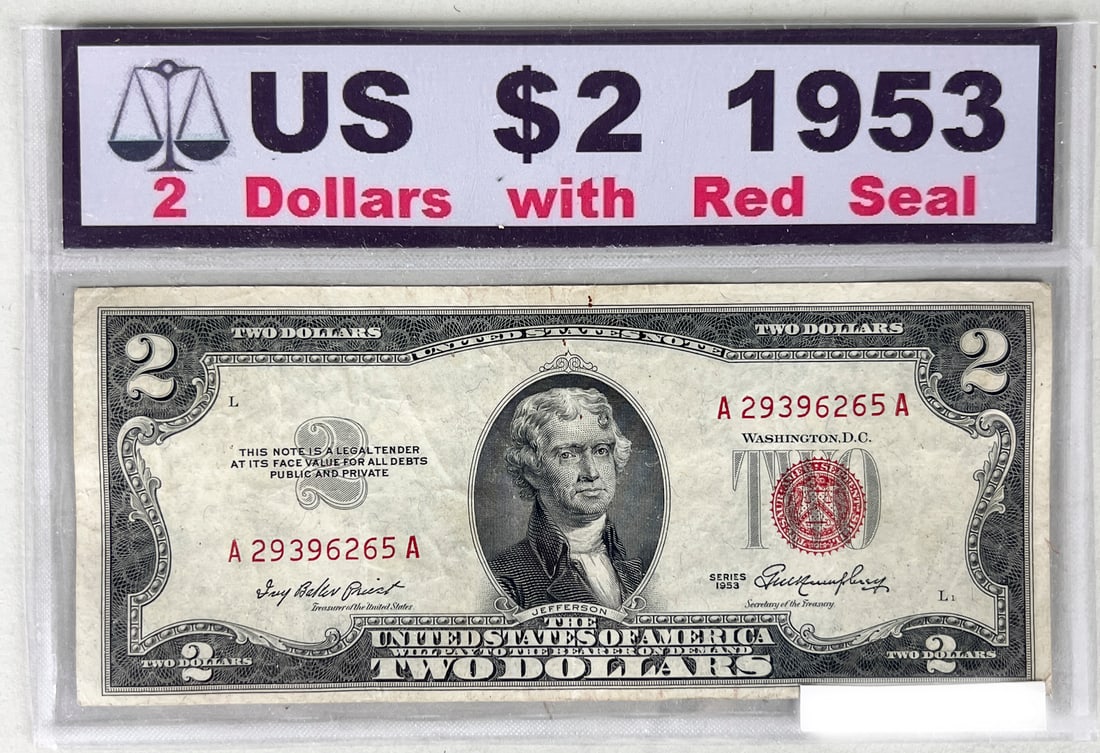 US $2 1953
2 Dollars with Red Seal
TWO DOLLARS
UNITED STATES NOTE
TWO DOLLARS
2
2
L
A 29396265 A
WASHINGTON, D.C.
THIS NOTE IS A LEGAL TENDER
AT ITS FACE VALUE FOR ALL DEBTS
PUBLIC AND PRIVATE
2
TWO
A 29396265 A
Ivy Baker Priest
Treasurer of the United States
SERIES
1953
G. M. Humphrey
Secretary of the Treasury
L1
JEFFERSON
THE
UNITED STATES OF AMERICA
WILL PAY TO THE BEARER ON DEMAND
TWO DOLLARS
TWO DOLLARS
2
TWO DOLLARS
2